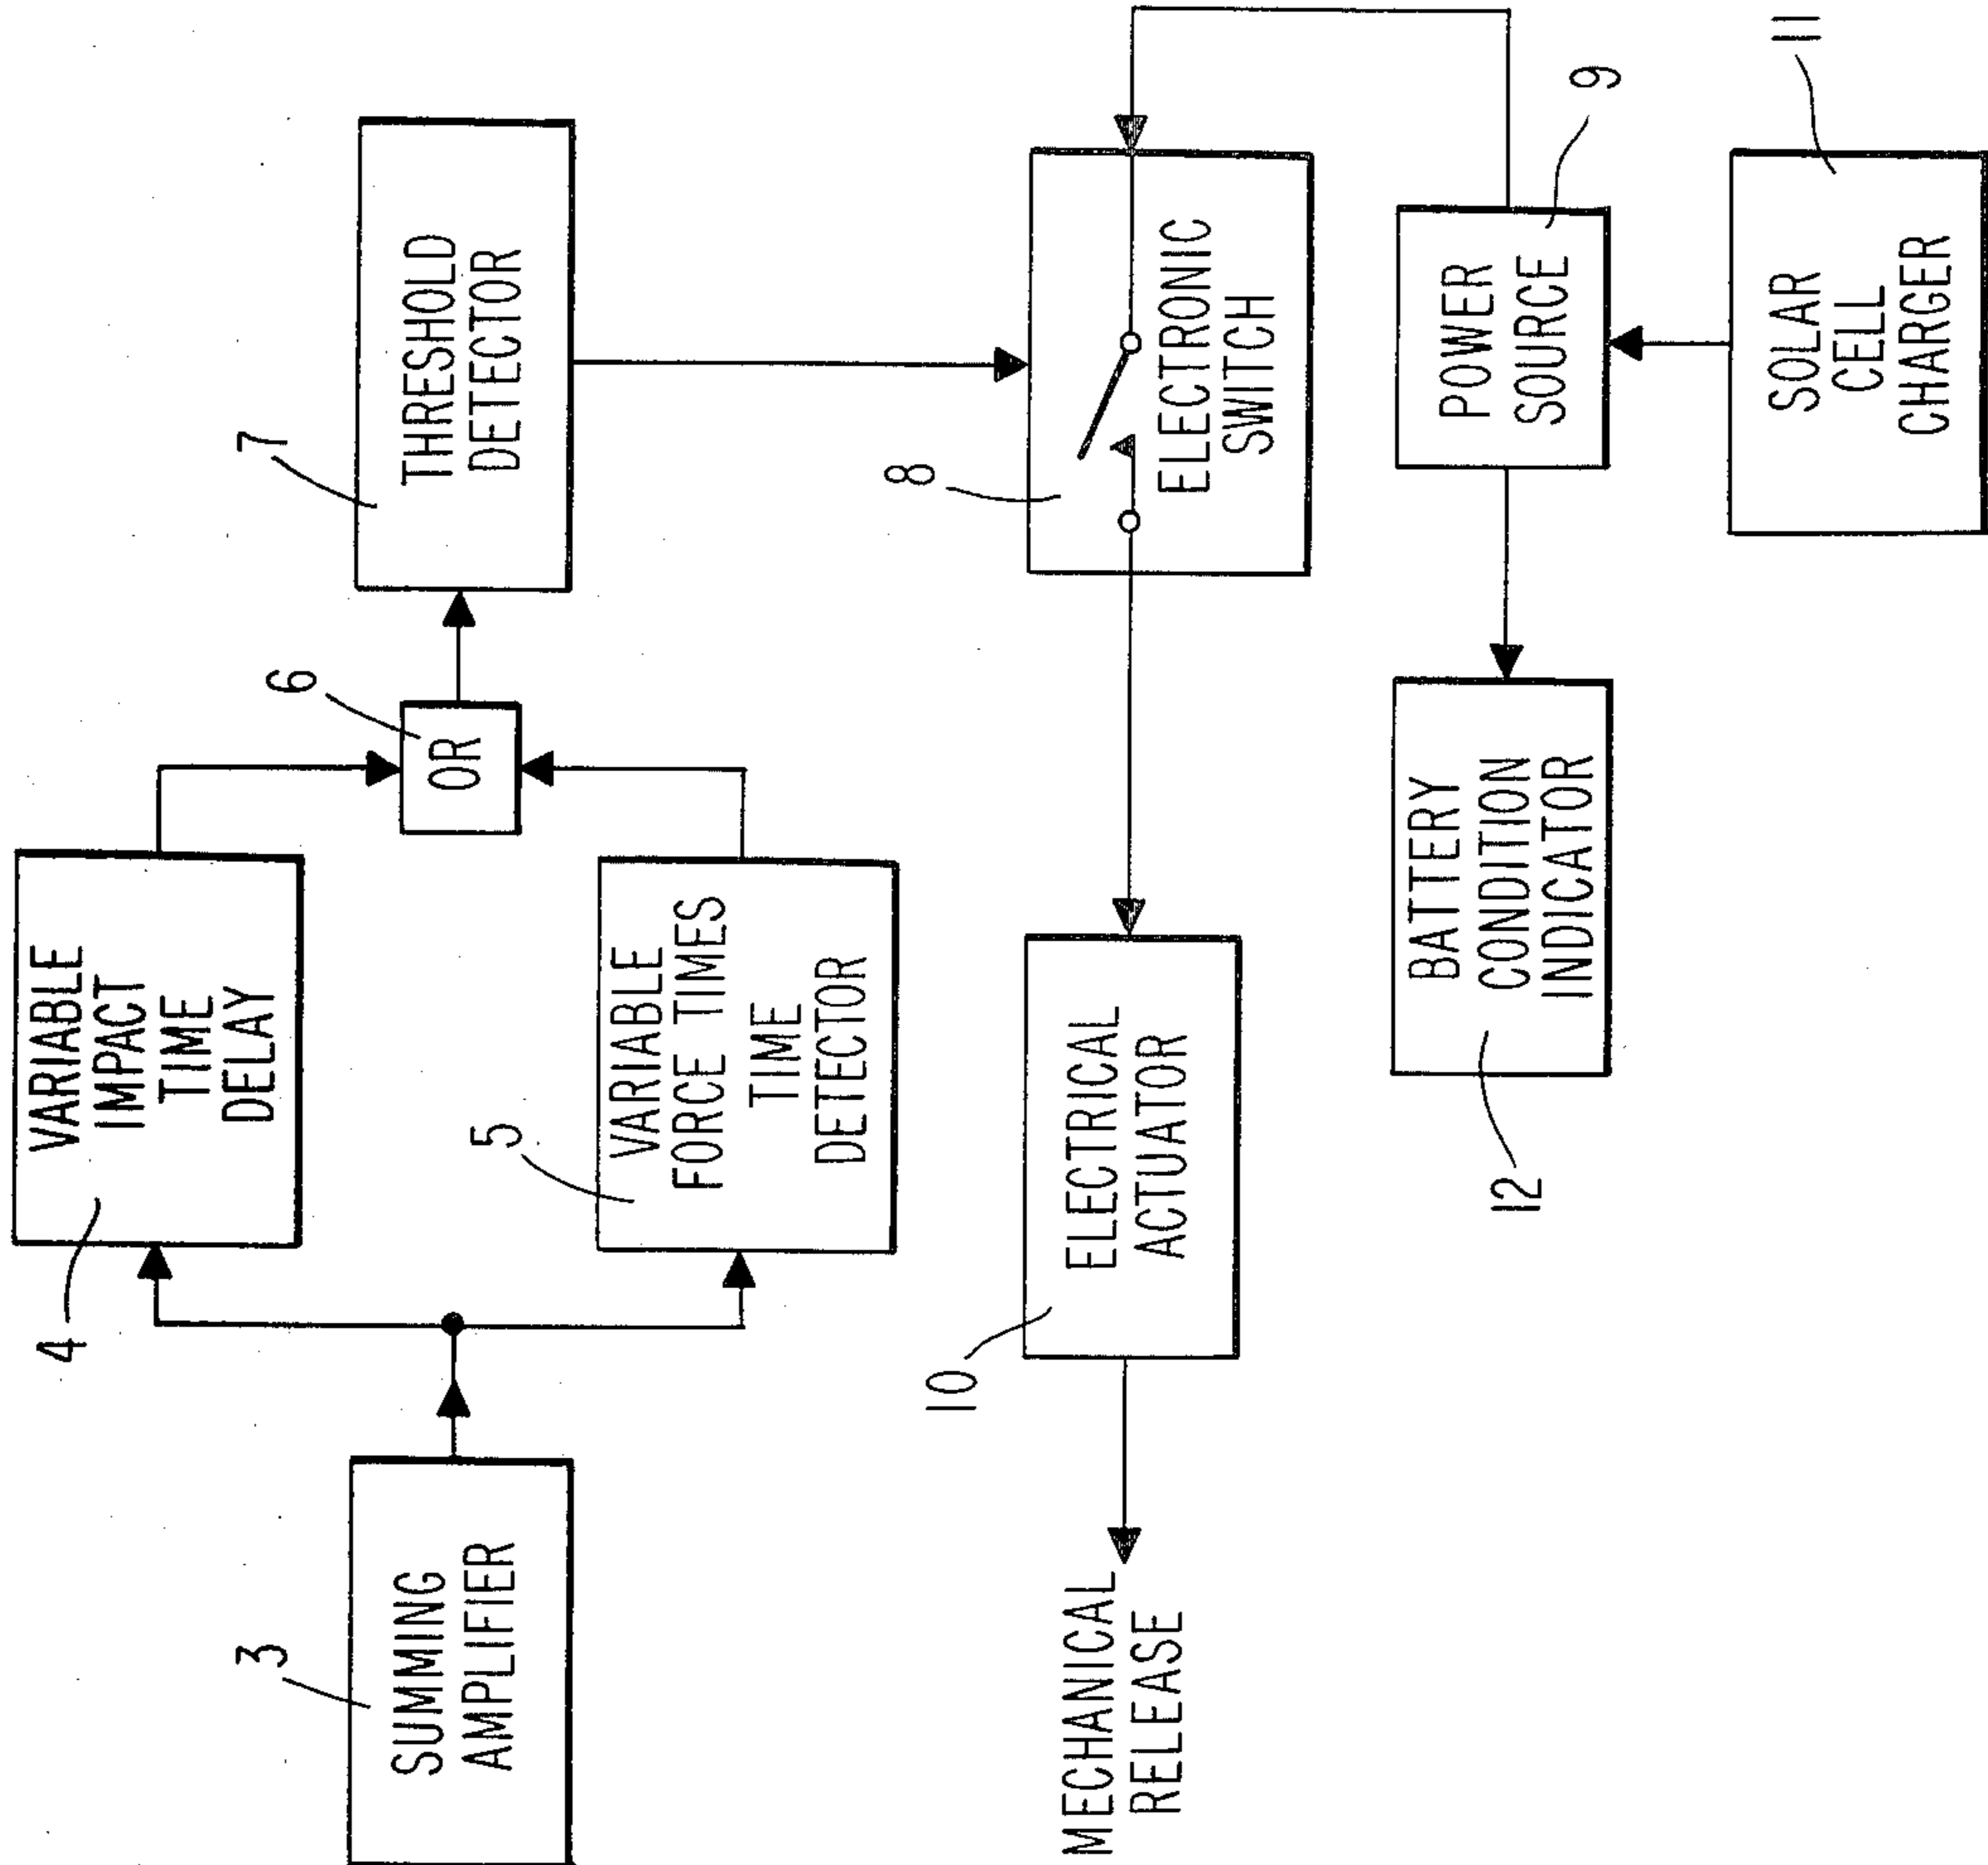 3
SUMMING
AMPLIFIER
4
VARIABLE
IMPACT
TIME
DELAY
5
VARIABLE
FORCE TIMES
TIME
DETECTOR
6
OR
7
THRESHOLD
DETECTOR
8
ELECTRONIC
SWITCH
MECHANICAL
RELEASE
10
ELECTRICAL
ACTUATOR
12
BATTERY
CONDITION
INDICATOR
POWER
SOURCE
9
SOLAR
CELL
CHARGER
11